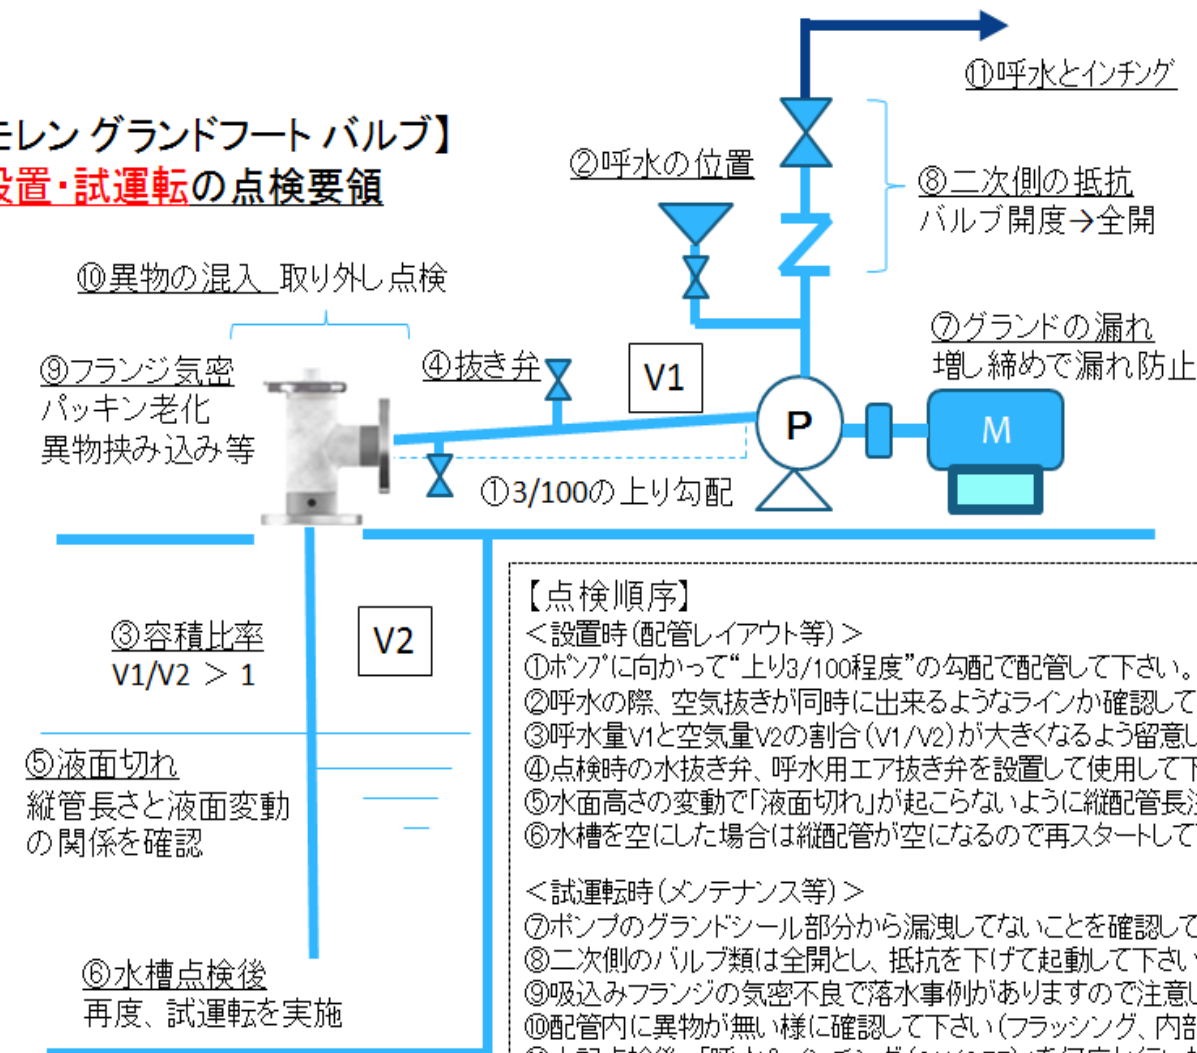 モレン グランドフート バルブ】
設置・試運転の点検要領
⑪呼水とインチング
②呼水の位置
⑧二次側の抵抗
バルブ開度→全開
⑩異物の混入 取り外し点検
⑦グランドの漏れ
増し締めで漏れ防止
⑨フランジ気密
パッキン老化
異物挟み込み等
④抜き弁
V1
P
M
①3/100の上り勾配
③容積比率
V1/V2 ＞ 1
V2
⑤液面切れ
縦管長さと液面変動
の関係を確認
⑥水槽点検後
再度、試運転を実施
【点検順序】
＜設置時(配管レイアウト等)＞
①ポンプに向かって“上り3/100程度”の勾配で配管して下さい。
②呼水の際、空気抜きが同時に出来るようなラインか確認して
③呼水量V1と空気量V2の割合(V1/V2)が大きくなるよう留意し
④点検時の水抜き弁、呼水用エア抜き弁を設置して使用して下
⑤水面高さの変動で「液面切れ」が起こらないように縦配管長注
⑥水槽を空にした場合は縦配管が空になるので再スタートして
＜試運転時(メンテナンス等)＞
⑦ポンプのグランドシール部分から漏洩してないことを確認して
⑧二次側のバルブ類は全開とし、抵抗を下げて起動して下さい
⑨吸込みフランジの気密不良で落水事例がありますので注意し
⑩配管内に異物が無い様に確認して下さい(フラッシング、内部